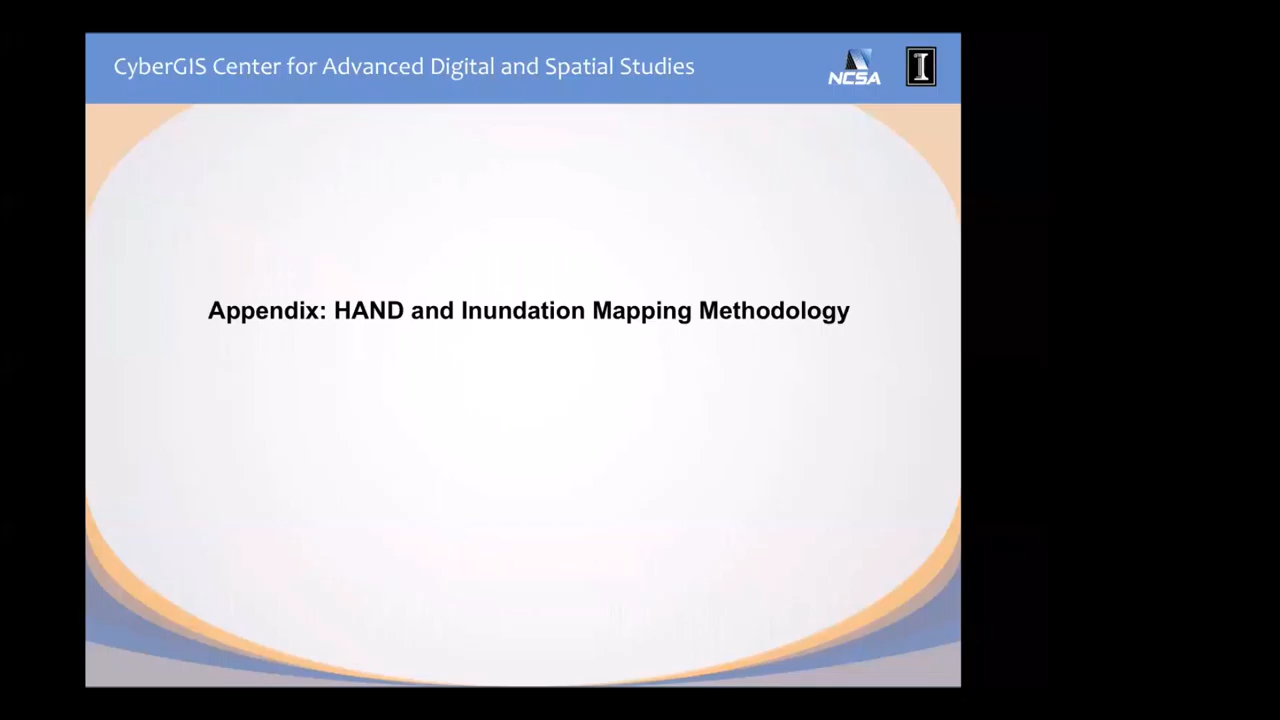 CyberGIS Center for Advanced Digital and Spatial Studies
NCSA
I
Appendix: HAND and Inundation Mapping Methodology